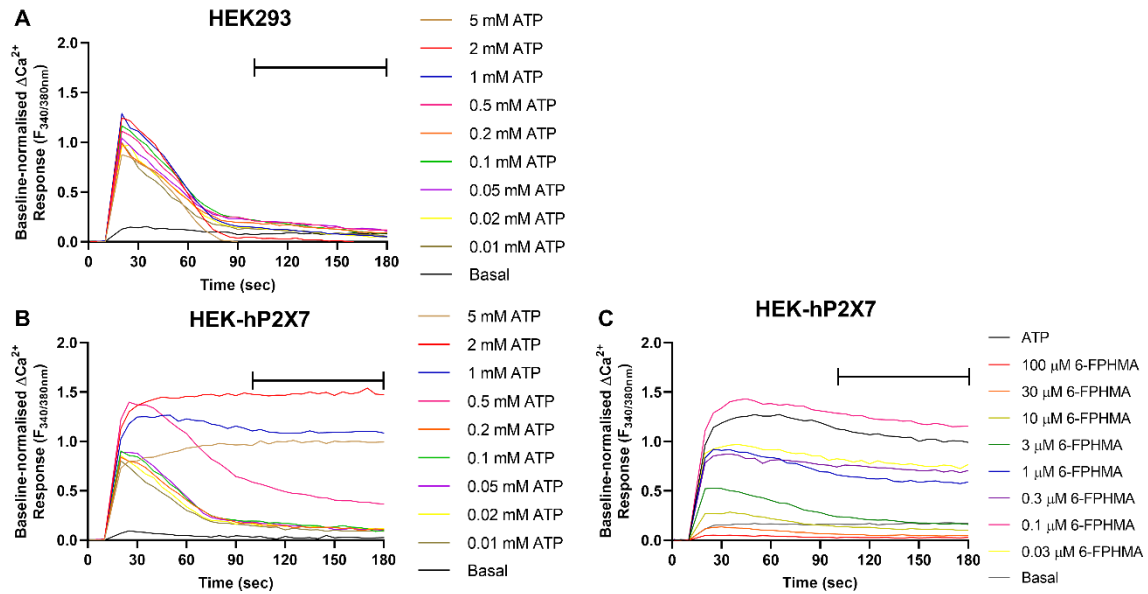 A
HEK293
Baseline-normalised ΔCa2+
Response (F340/380nm)
2.0
1.5
1.0
0.5
0.0
0 30 60 90 120 150 180
Time (sec)
5 mM ATP
2 mM ATP
1 mM ATP
0.5 mM ATP
0.2 mM ATP
0.1 mM ATP
0.05 mM ATP
0.02 mM ATP
0.01 mM ATP
Basal
B
HEK-hP2X7
Baseline-normalised ΔCa2+
Response (F340/380nm)
2.0
1.5
1.0
0.5
0.0
0 30 60 90 120 150 180
Time (sec)
5 mM ATP
2 mM ATP
1 mM ATP
0.5 mM ATP
0.2 mM ATP
0.1 mM ATP
0.05 mM ATP
0.02 mM ATP
0.01 mM ATP
Basal
C
HEK-hP2X7
Baseline-normalised ΔCa2+
Response (F340/380nm)
2.0
1.5
1.0
0.5
0.0
0 30 60 90 120 150 180
Time (sec)
ATP
100 μM 6-FPHMA
30 μM 6-FPHMA
10 μM 6-FPHMA
3 μM 6-FPHMA
1 μM 6-FPHMA
0.3 μM 6-FPHMA
0.1 μM 6-FPHMA
0.03 μM 6-FPHMA
Basal